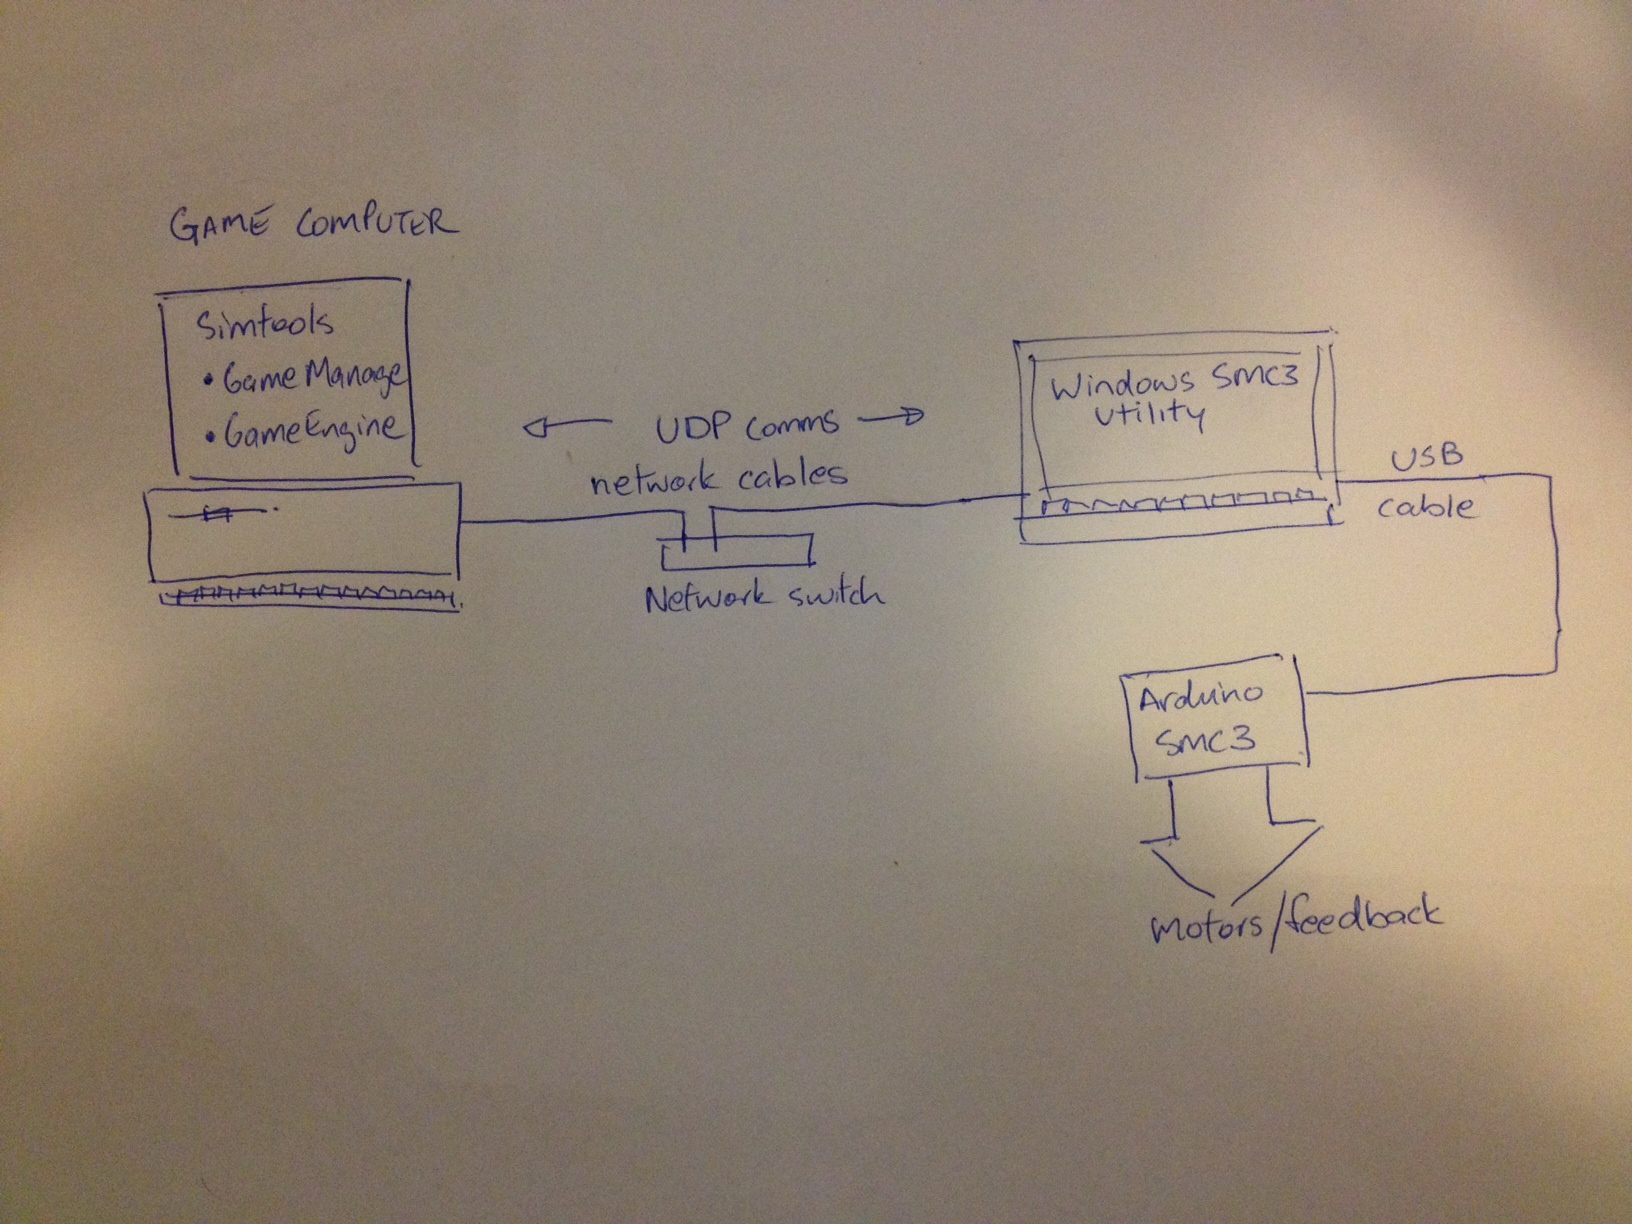 GAME COMPUTER
Simtools
• Game Manage
• GameEngine
UDP comms
network cables
Network switch
Windows SMC3
utility
USB
cable
Arduino
SMC3
Motors/feedback